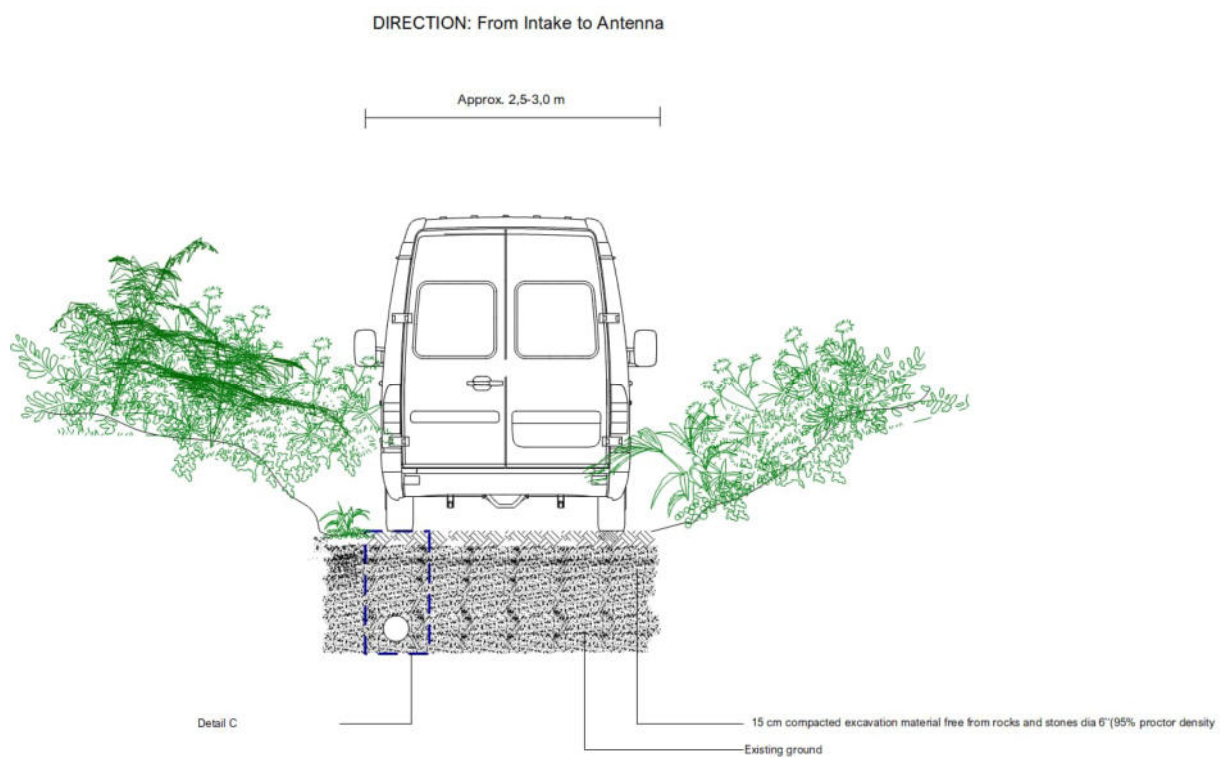 DIRECTION: From Intake to Antenna
Approx. 2,5-3,0 m
Detail C
15 cm compacted excavation material free from rocks and stones dia 6''(95% proctor density
Existing ground